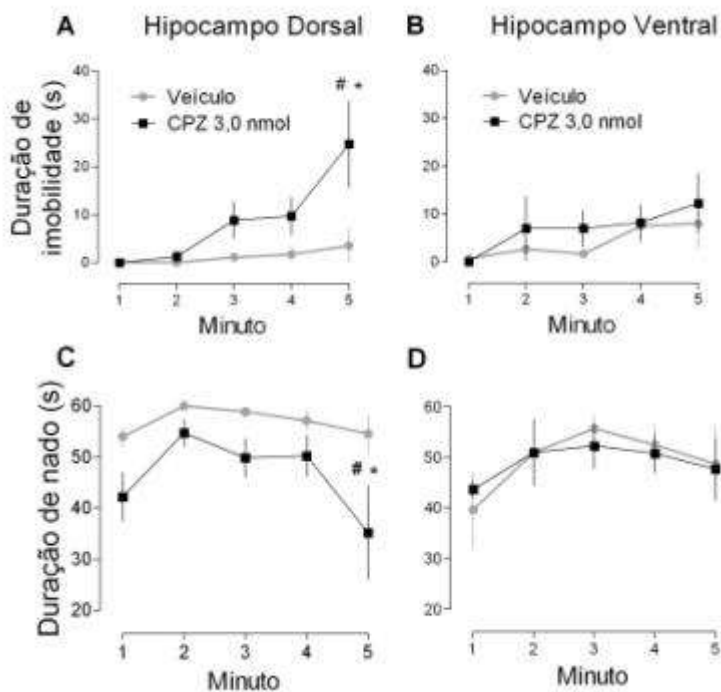 A Hipocampo Dorsal
B Hipocampo Ventral
Duração de
imobilidade (s)
40
30
20
10
0
Veículo
CPZ 3,0 nmol
# *
1 2 3 4 5
Minuto
40
30
20
10
0
Veículo
CPZ 3,0 nmol
1 2 3 4 5
Minuto
C
Duração de nado (s)
60
50
40
30
20
# *
1 2 3 4 5
Minuto
D
60
50
40
30
20
1 2 3 4 5
Minuto